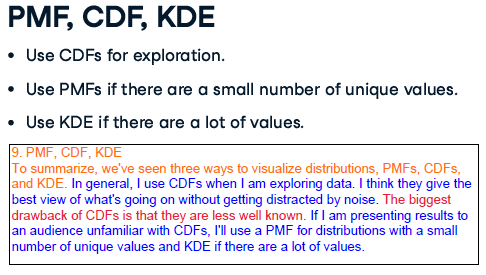 PMF, CDF, KDE
• Use CDFs for exploration.
• Use PMFs if there are a small number of unique values.
• Use KDE if there are a lot of values.
9. PMF, CDF, KDE
To summarize, we've seen three ways to visualize distributions, PMFs, CDFs,
and KDE. In general, I use CDFs when I am exploring data. I think they give the
best view of what's going on without getting distracted by noise. The biggest
drawback of CDFs is that they are less well known. If I am presenting results to
an audience unfamiliar with CDFs, I'll use a PMF for distributions with a small
number of unique values and KDE if there are a lot of values.